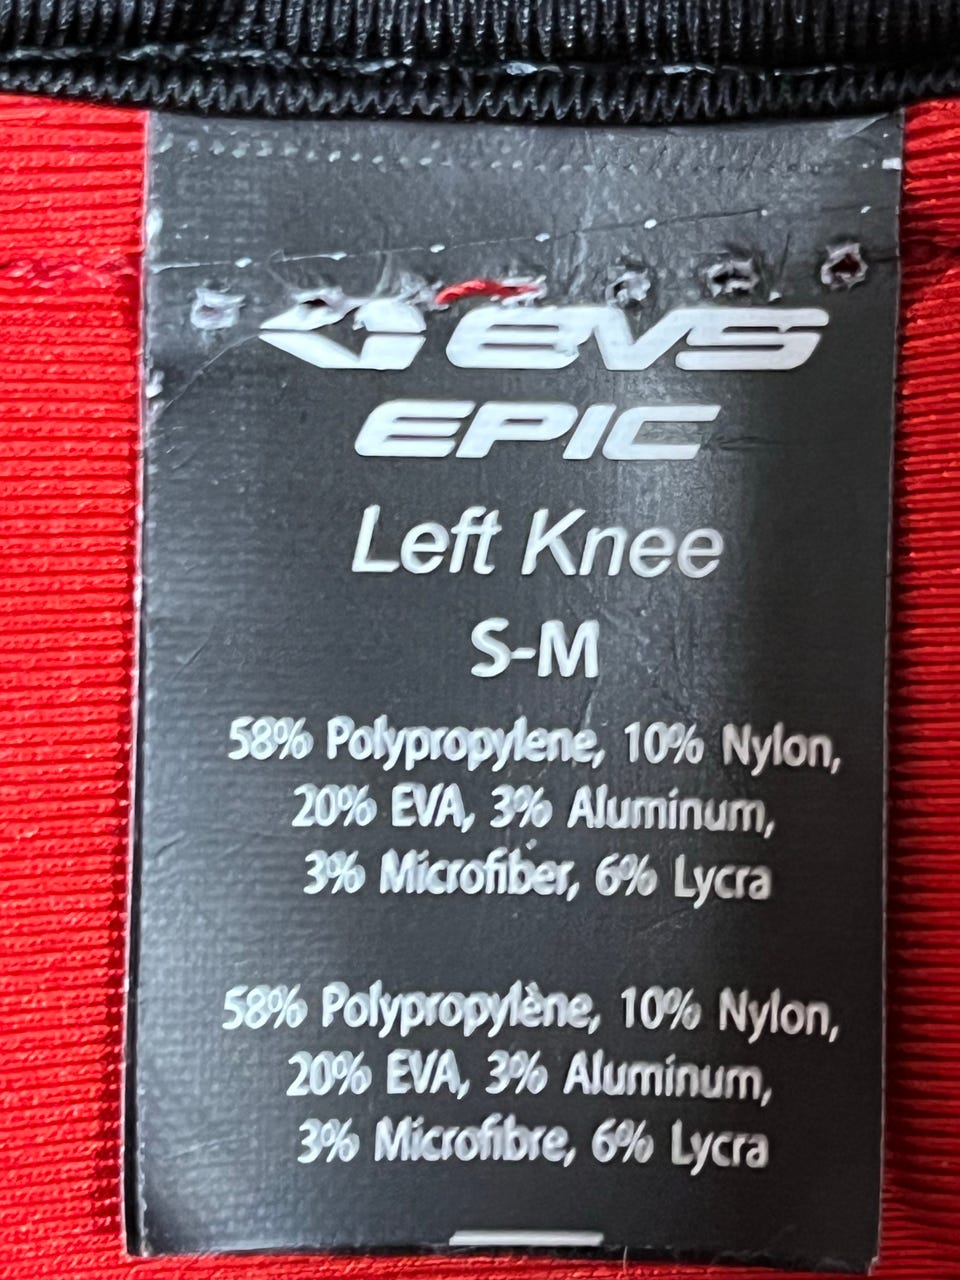 evs
EPIC
Left Knee
S-M
58% Polypropylene, 10% Nylon,
20% EVA, 3% Aluminum,
3% Microfiber, 6% Lycra
58% Polypropylène, 10% Nylon,
20% EVA, 3% Aluminum,
3% Microfibre, 6% Lycra